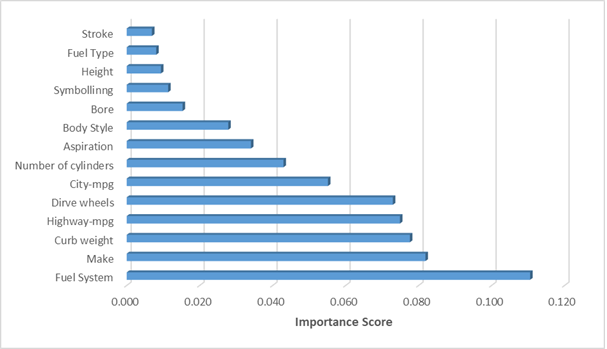 Stroke
Fuel Type
Height
Symbollinng
Bore
Body Style
Aspiration
Number of cylinders
City-mpg
Dirve wheels
Highway-mpg
Curb weight
Make
Fuel System
0.000 0.020 0.040 0.060 0.080 0.100 0.120
Importance Score